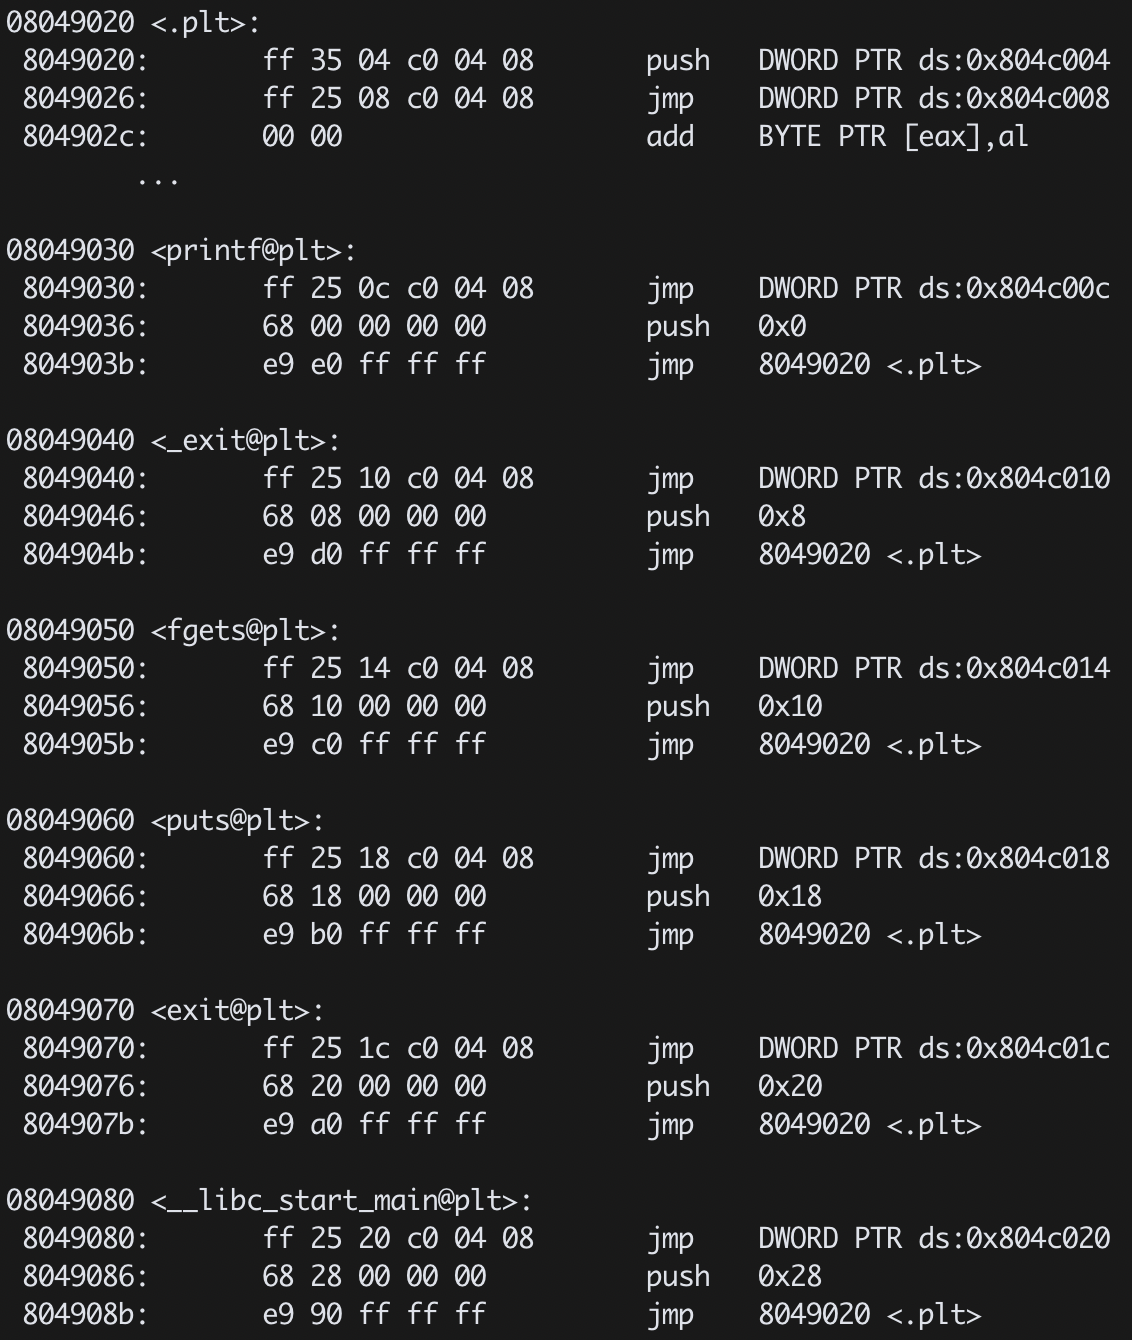 08049020 <.plt>:
 8049020:	ff 35 04 c0 04 08	push   DWORD PTR ds:0x804c004
 8049026:	ff 25 08 c0 04 08	jmp    DWORD PTR ds:0x804c008
 804902c:	00 00	add    BYTE PTR [eax],al
	...
08049030 <printf@plt>:
 8049030:	ff 25 0c c0 04 08	jmp    DWORD PTR ds:0x804c00c
 8049036:	68 00 00 00 00	push   0x0
 804903b:	e9 e0 ff ff ff	jmp    8049020 <.plt>
08049040 <_exit@plt>:
 8049040:	ff 25 10 c0 04 08	jmp    DWORD PTR ds:0x804c010
 8049046:	68 08 00 00 00	push   0x8
 804904b:	e9 d0 ff ff ff	jmp    8049020 <.plt>
08049050 <fgets@plt>:
 8049050:	ff 25 14 c0 04 08	jmp    DWORD PTR ds:0x804c014
 8049056:	68 10 00 00 00	push   0x10
 804905b:	e9 c0 ff ff ff	jmp    8049020 <.plt>
08049060 <puts@plt>:
 8049060:	ff 25 18 c0 04 08	jmp    DWORD PTR ds:0x804c018
 8049066:	68 18 00 00 00	push   0x18
 804906b:	e9 b0 ff ff ff	jmp    8049020 <.plt>
08049070 <exit@plt>:
 8049070:	ff 25 1c c0 04 08	jmp    DWORD PTR ds:0x804c01c
 8049076:	68 20 00 00 00	push   0x20
 804907b:	e9 a0 ff ff ff	jmp    8049020 <.plt>
08049080 <__libc_start_main@plt>:
 8049080:	ff 25 20 c0 04 08	jmp    DWORD PTR ds:0x804c020
 8049086:	68 28 00 00 00	push   0x28
 804908b:	e9 90 ff ff ff	jmp    8049020 <.plt>